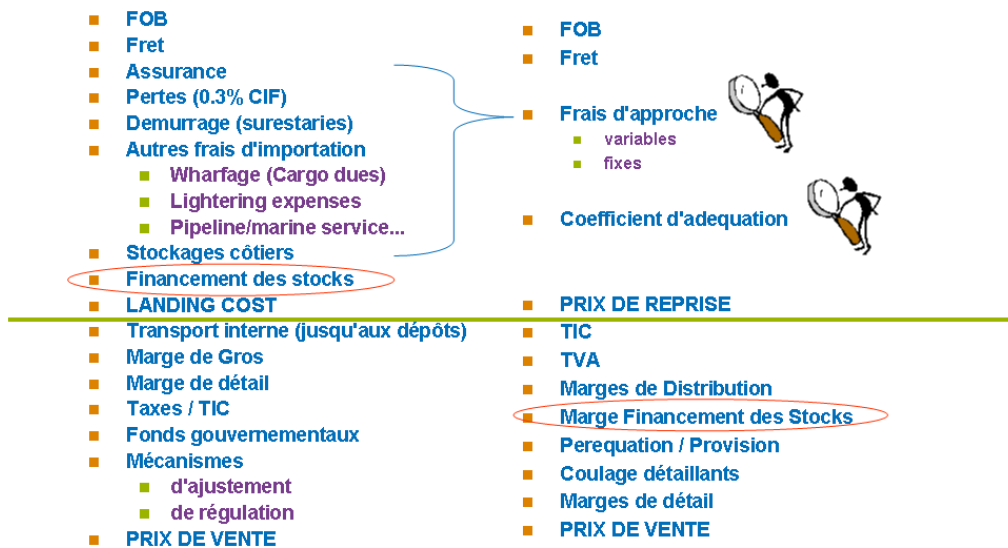 FOB
Fret
Assurance
Pertes (0.3% CIF)
Demurrage (surestaries)
Autres frais d'importation
Wharfage (Cargo dues)
Lightering expenses
Pipeline/marine service...
Stockages côtiers
Financement des stocks
LANDING COST
Transport interne (jusqu'aux dépôts)
Marge de Gros
Marge de détail
Taxes / TIC
Fonds gouvernementaux
Mécanismes
d'ajustement
de régulation
PRIX DE VENTE
FOB
Fret
Frais d'approche
variables
fixes
Coefficient d'adequation
PRIX DE REPRISE
TIC
TVA
Marges de Distribution
Marge Financement des Stocks
Perequation / Provision
Coulage détaillants
Marges de détail
PRIX DE VENTE